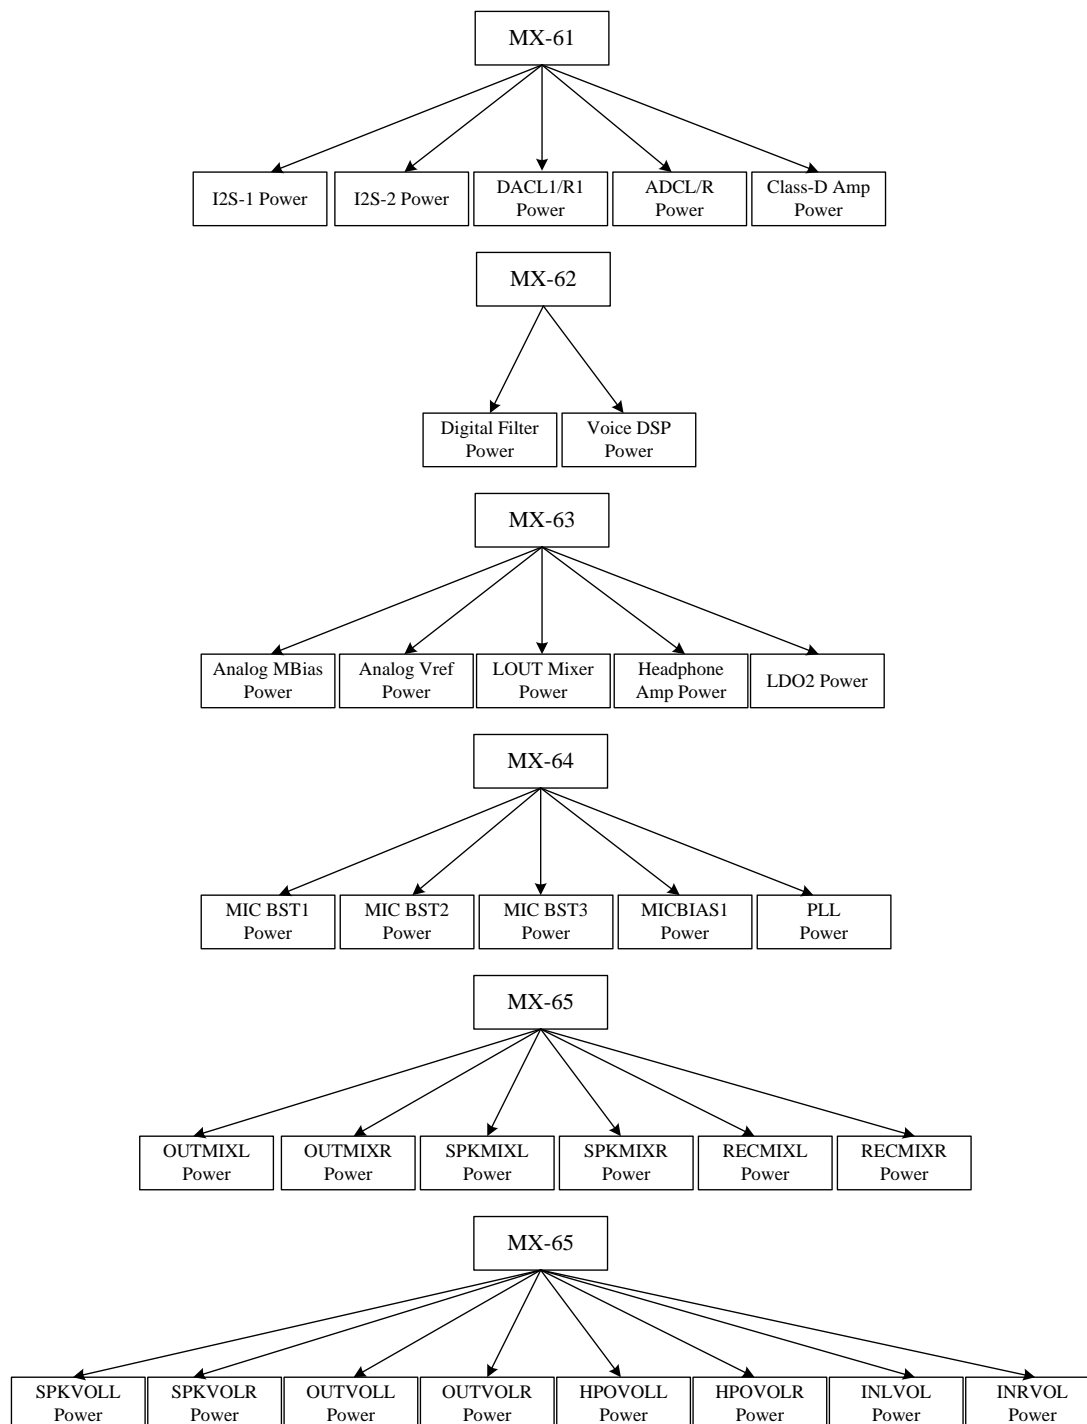 MX-61
I2S-1 Power
I2S-2 Power
DACL1/R1
Power
ADCL/R
Power
Class-D Amp
Power
MX-62
Digital Filter
Power
Voice DSP
Power
MX-63
Analog MBias
Power
Analog Vref
Power
LOUT Mixer
Power
Headphone
Amp Power
LDO2 Power
MX-64
MIC BST1
Power
MIC BST2
Power
MIC BST3
Power
MICBIAS1
Power
PLL
Power
MX-65
OUTMIXL
Power
OUTMIXR
Power
SPKMIXL
Power
SPKMIXR
Power
RECMIXL
Power
RECMIXR
Power
MX-65
SPKVOLL
Power
SPKVOLR
Power
OUTVOLL
Power
OUTVOLR
Power
HPOVOLL
Power
HPOVOLR
Power
INLVOL
Power
INRVOL
Power